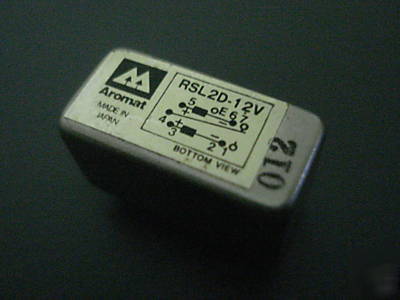 Aromat
MADE IN
JAPAN
RSL2D-12V
5 E 6 7
4 + −
+ −
3 2 1
BOTTOM VIEW
012